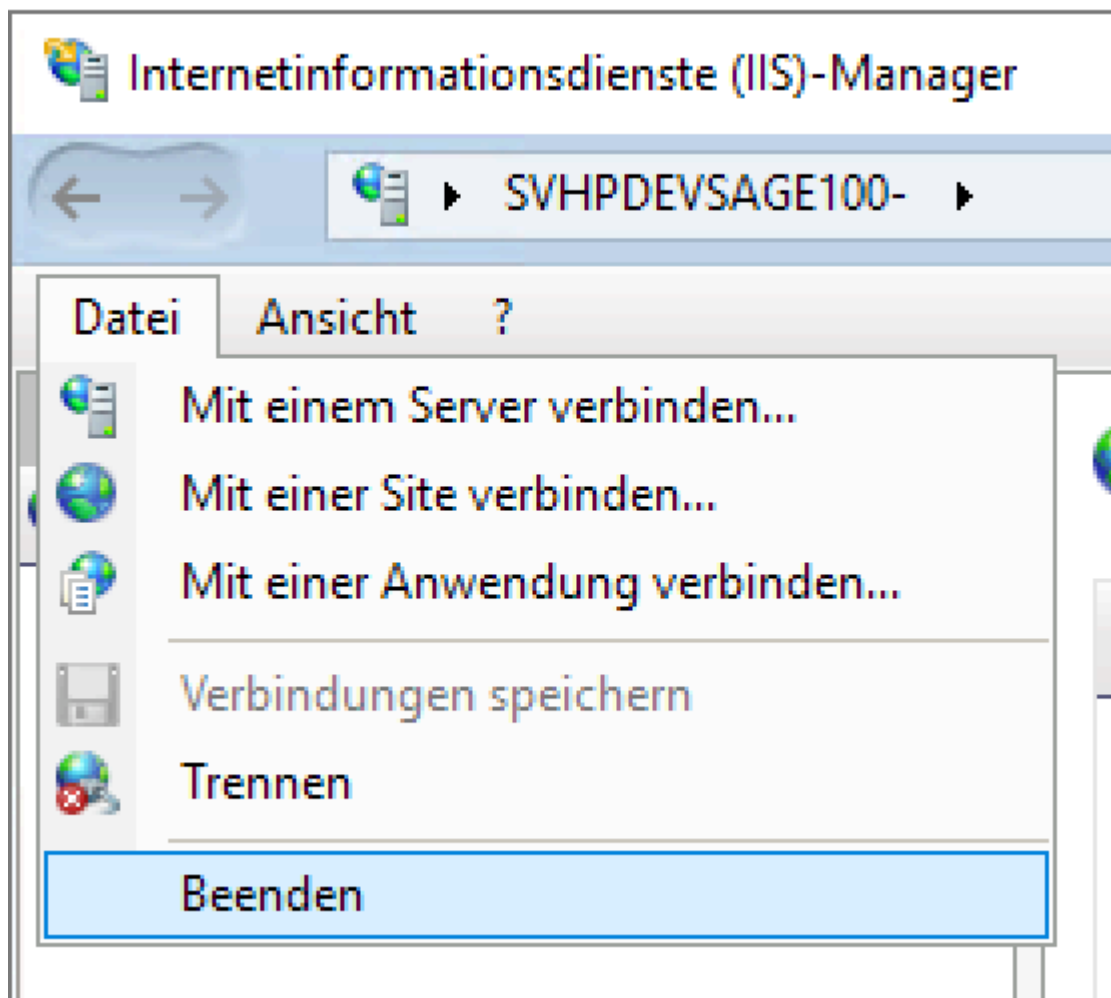 Internetinformationsdienste (IIS)-Manager
SVHPDEVSAGE100-
Datei Ansicht ?
Mit einem Server verbinden...
Mit einer Site verbinden...
Mit einer Anwendung verbinden...
Verbindungen speichern
Trennen
Beenden